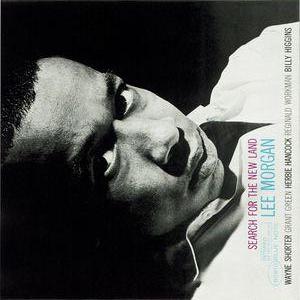 SEARCH FOR THE NEW LAND
LEE MORGAN
WAYNE SHORTER GRANT GREEN HERBIE HANCOCK REGINALD WORKMAN BILLY HIGGINS